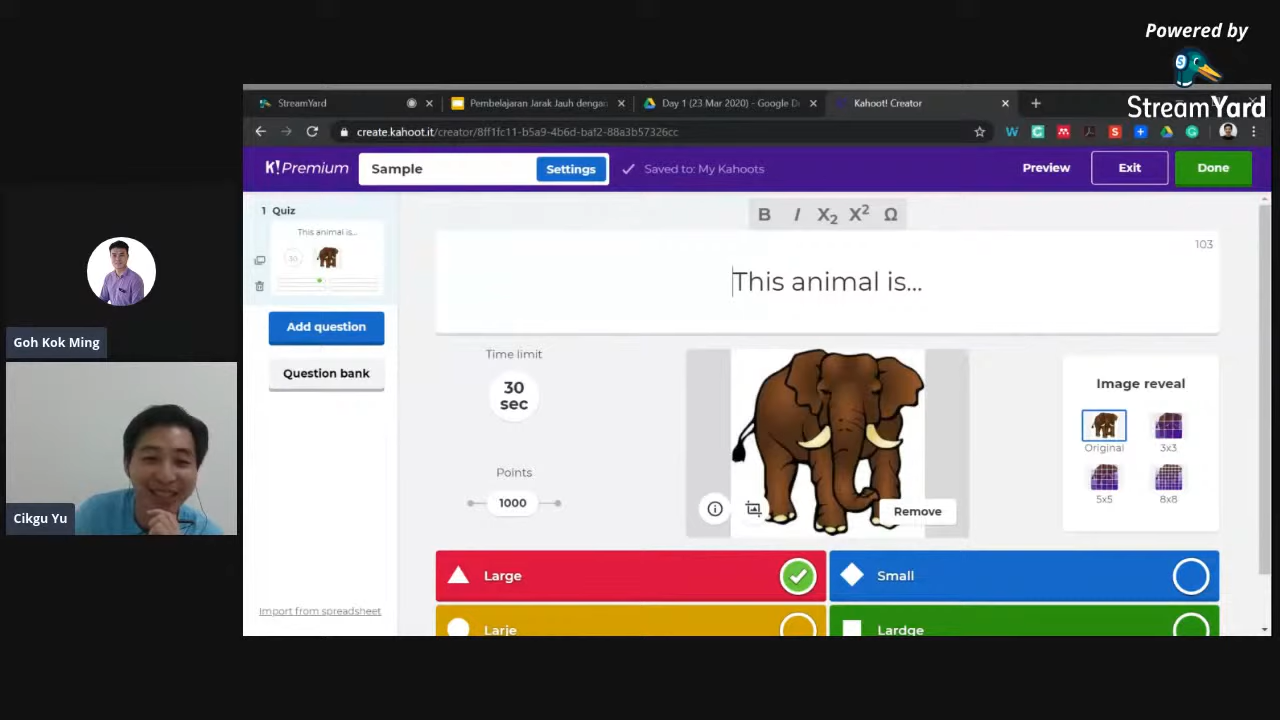 Powered by
StreamYard
StreamYard
Pembelajaran Jarak Jauh dengan
Day 1 (23 Mar 2020) - Google D
Kahoot! Creator
create.kahoot.it/creator/8ff1fc11-b5a9-4b6d-baf2-88a3b57326cc
K!Premium
Sample
Settings
Saved to: My Kahoots
Preview
Exit
Done
1 Quiz
This animal is...
30
Add question
Question bank
Import from spreadsheet
B I X2 X2 Ω
103
This animal is...
Time limit
30
sec
Points
1000
Remove
Image reveal
Original
3x3
5x5
8x8
Large
Small
Larje
Lardge
Goh Kok Ming
Cikgu Yu